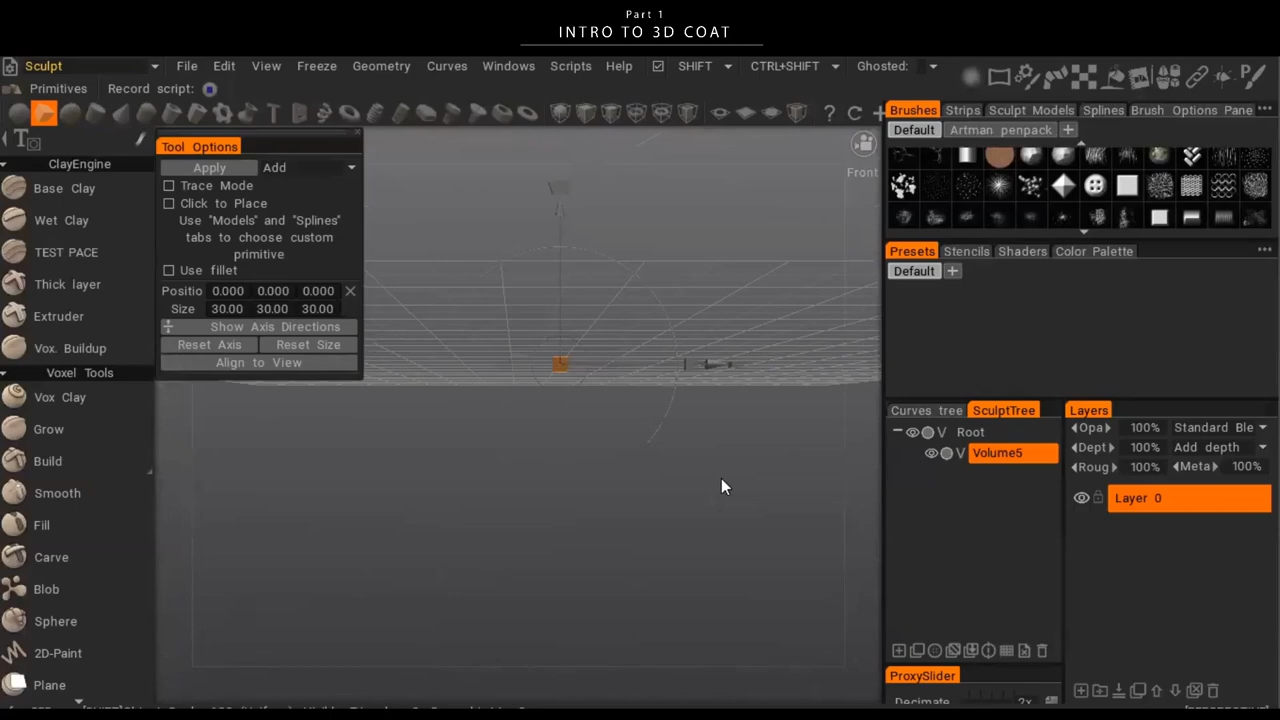 Part 1
INTRO TO 3D COAT
Sculpt File Edit View Freeze Geometry Curves Windows Scripts Help SHIFT CTRL+SHIFT Ghosted:
Primitives Record script:
Tool Options
Apply Add
Trace Mode
Click to Place
Use "Models" and "Splines"
tabs to choose custom
primitive
Use fillet
Positio 0.000 0.000 0.000
Size 30.00 30.00 30.00
Show Axis Directions
Reset Axis Reset Size
Align to View
ClayEngine
Base Clay
Wet Clay
TEST PACE
Thick layer
Extruder
Vox. Buildup
Voxel Tools
Vox Clay
Grow
Build
Smooth
Fill
Carve
Blob
Sphere
2D-Paint
Plane
Front
Brushes Strips Sculpt Models Splines Brush Options Pane
Default Artman penpack
Presets Stencils Shaders Color Palette
Default
Curves tree SculptTree
V Root
V Volume5
Layers
Opa 100% Standard Ble
Dept 100% Add depth
Roug 100% Meta 100%
Layer 0
ProxySlider
Decimate 2x